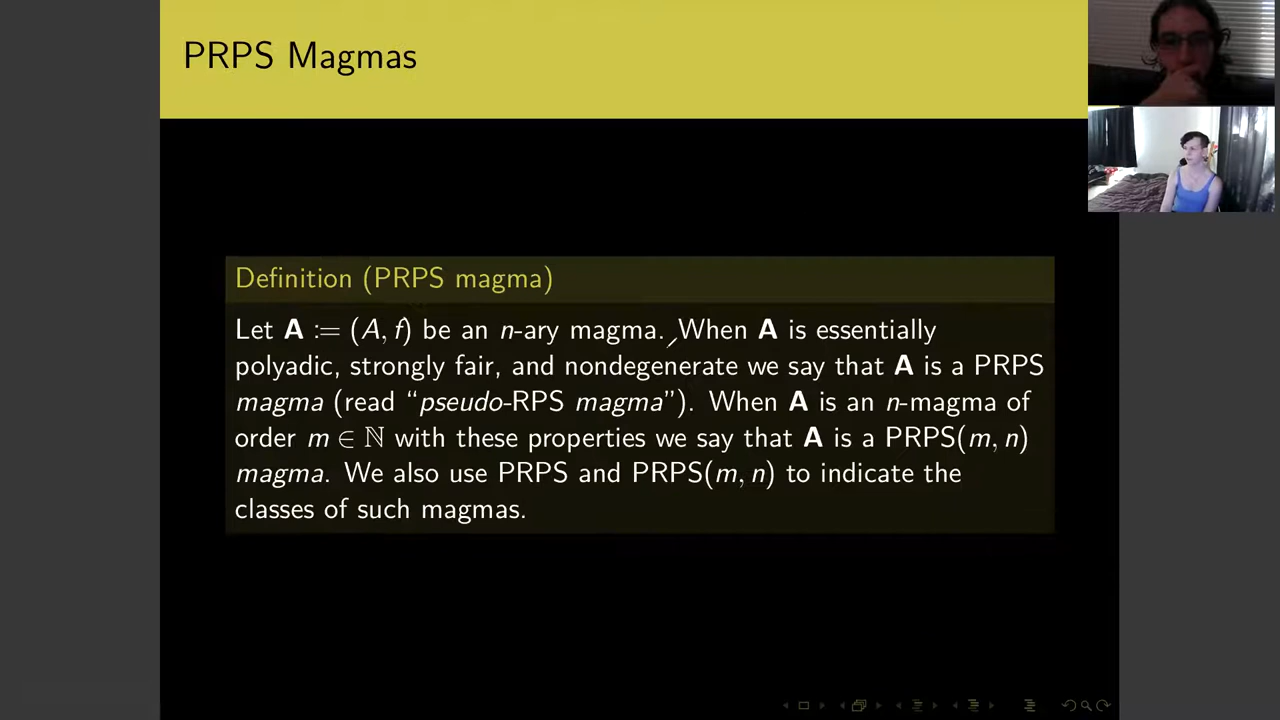 PRPS Magmas
Definition (PRPS magma)
Let A := (A, f) be an n-ary magma. When A is essentially
polyadic, strongly fair, and nondegenerate we say that A is a PRPS
magma (read “pseudo-RPS magma”). When A is an n-magma of
order m ∈ ℕ with these properties we say that A is a PRPS(m, n)
magma. We also use PRPS and PRPS(m, n) to indicate the
classes of such magmas.